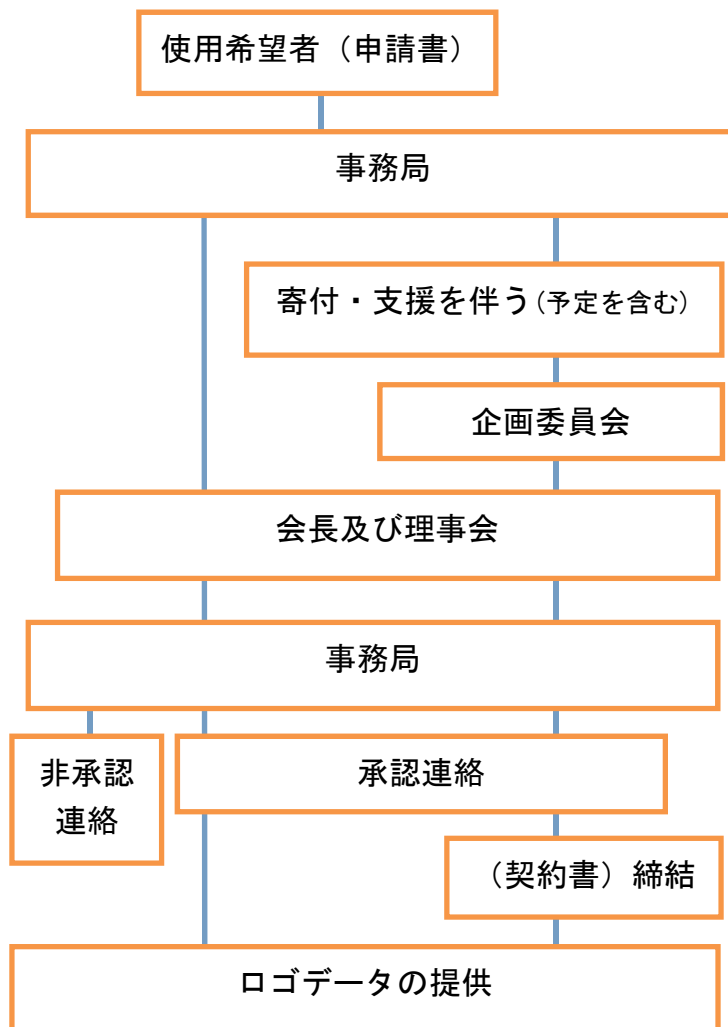 使用希望者（申請書）
事務局
寄付・支援を伴う(予定を含む)
企画委員会
会長及び理事会
事務局
非承認
連絡
承認連絡
（契約書）締結
ロゴデータの提供